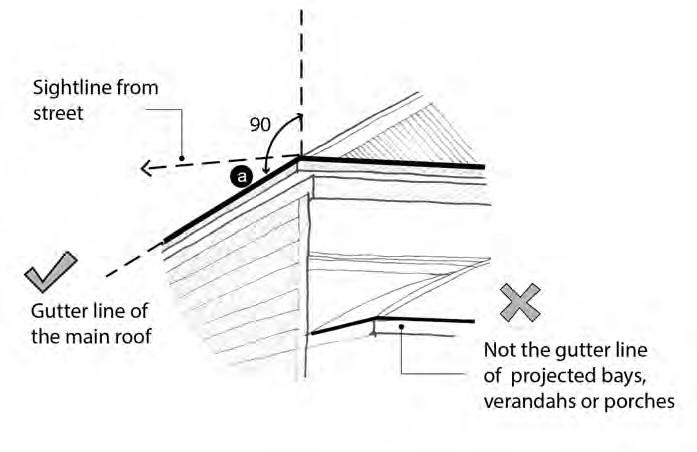 Sightline from
street
90
a
Gutter line of
the main roof
Not the gutter line
of projected bays,
verandahs or porches